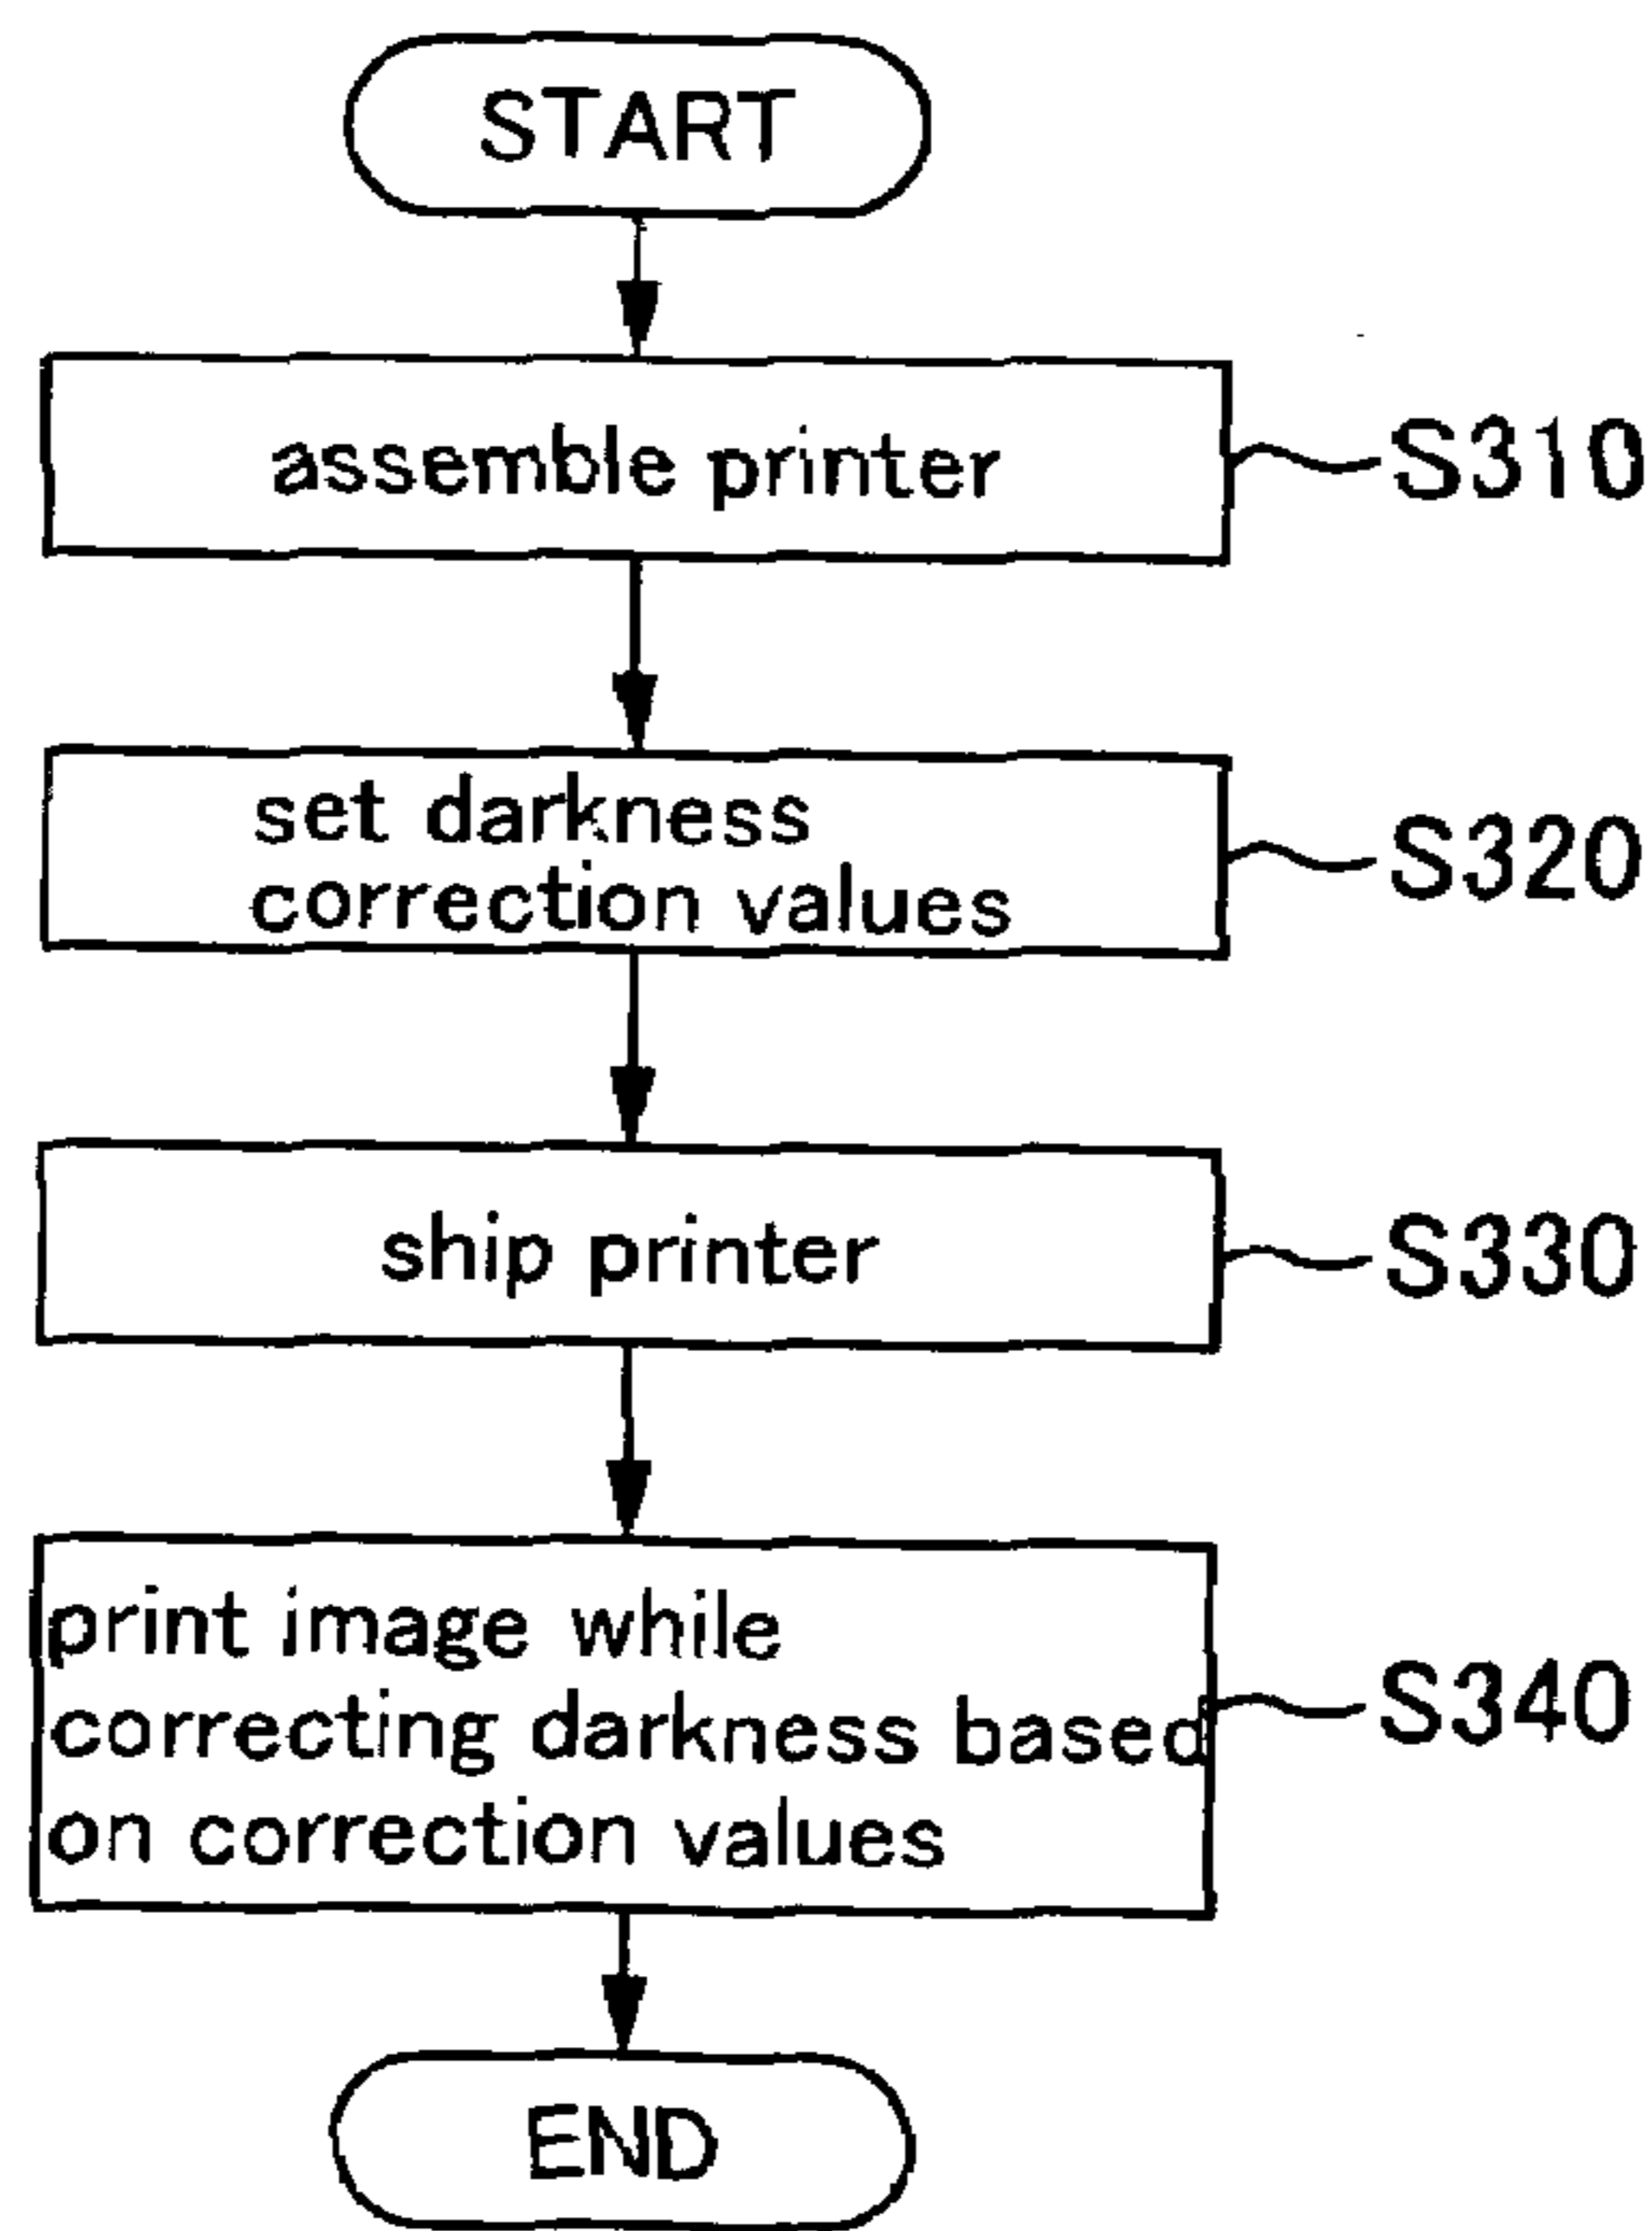 START
assemble printer
S310
set darkness
correction values
S320
ship printer
S330
print image while
correcting darkness based
on correction values
S340
END